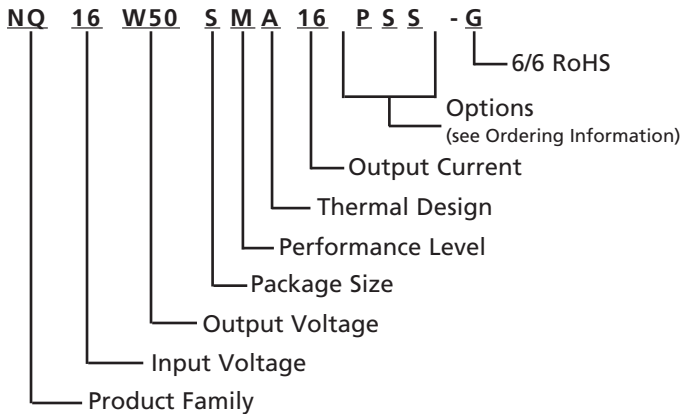 NQ 16 W50 S M A 16 P S S - G
6/6 RoHS
Options
(see Ordering Information)
Output Current
Thermal Design
Performance Level
Package Size
Output Voltage
Input Voltage
Product Family